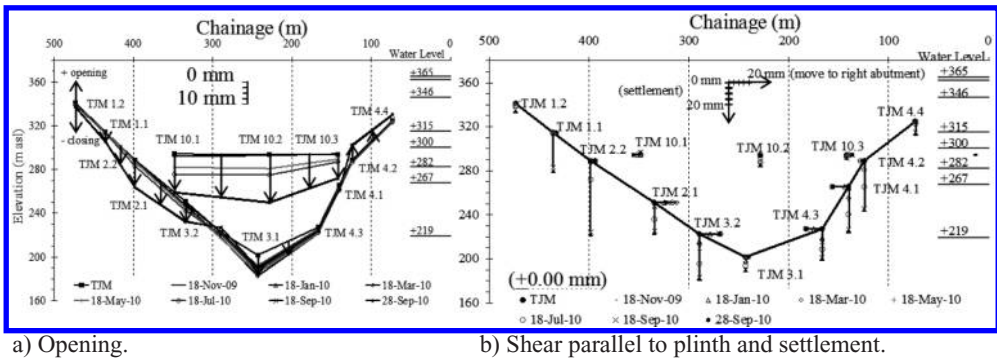 Chainage (m)
500 400 300 200 100 0
Water Level
360
320
280
240
200
160
Elevation (m asl)
+ opening
- closing
0 mm
10 mm
TJM 1.2
TJM 1.1
TJM 2.2
TJM 2.1
TJM 3.2
TJM 10.1
TJM 10.2
TJM 10.3
TJM 3.1
TJM 4.3
TJM 4.1
TJM 4.2
TJM 4.4
+365
+346
+315
+300
+282
+267
+219
TJM 18-Nov-09 18-Jan-10 18-Mar-10
18-May-10 18-Jul-10 18-Sep-10 28-Sep-10
a) Opening.
Chainage (m)
500 400 300 200 100 0
Water Level
360
320
280
240
200
160
(settlement)
0 mm
20 mm (move to right abutment)
20 mm
TJM 1.2
TJM 1.1
TJM 2.2
TJM 10.1
TJM 10.2
TJM 10.3
TJM 2.1
TJM 3.2
TJM 3.1
TJM 4.3
TJM 4.1
TJM 4.2
TJM 4.4
+365
+346
+315
+300
+282
+267
+219
(±0.00 mm)
TJM 18-Nov-09 18-Jan-10 18-Mar-10 18-May-10
18-Jul-10 18-Sep-10 28-Sep-10
b) Shear parallel to plinth and settlement.